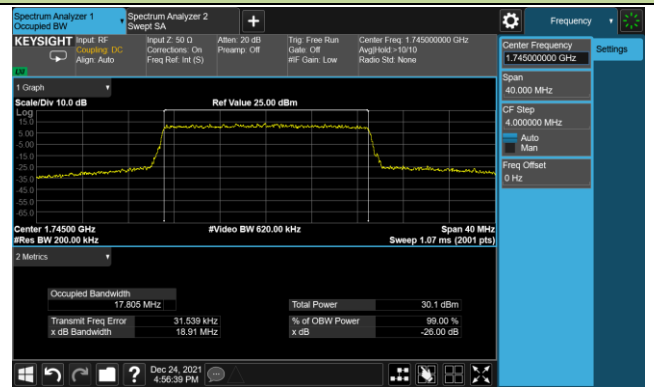 Spectrum Analyzer 1
Occupied BW
Spectrum Analyzer 2
Swept SA
Frequency
KEYSIGHT
Input: RF
Coupling: DC
Align: Auto
Input Z: 50 Ω
Corrections: On
Freq Ref: Int (S)
Atten: 20 dB
Preamp: Off
Trig: Free Run
Gate: Off
#IF Gain: Low
Center Freq: 1.745000000 GHz
Avg|Hold:>10/10
Radio Std: None
Center Frequency
1.745000000 GHz
Settings
Span
40.000 MHz
CF Step
4.000000 MHz
Auto
Man
Freq Offset
0 Hz
1 Graph
Scale/Div 10.0 dB
Ref Value 25.00 dBm
Log
15.0
5.00
-5.00
-15.0
-25.0
-35.0
-45.0
-55.0
-65.0
Center 1.74500 GHz
#Video BW 620.00 kHz
Span 40 MHz
#Res BW 200.00 kHz
Sweep 1.07 ms (2001 pts)
2 Metrics
Occupied Bandwidth
17.805 MHz
Total Power
30.1 dBm
Transmit Freq Error
31.539 kHz
% of OBW Power
99.00 %
x dB Bandwidth
18.91 MHz
x dB
-26.00 dB
Dec 24, 2021
4:56:39 PM